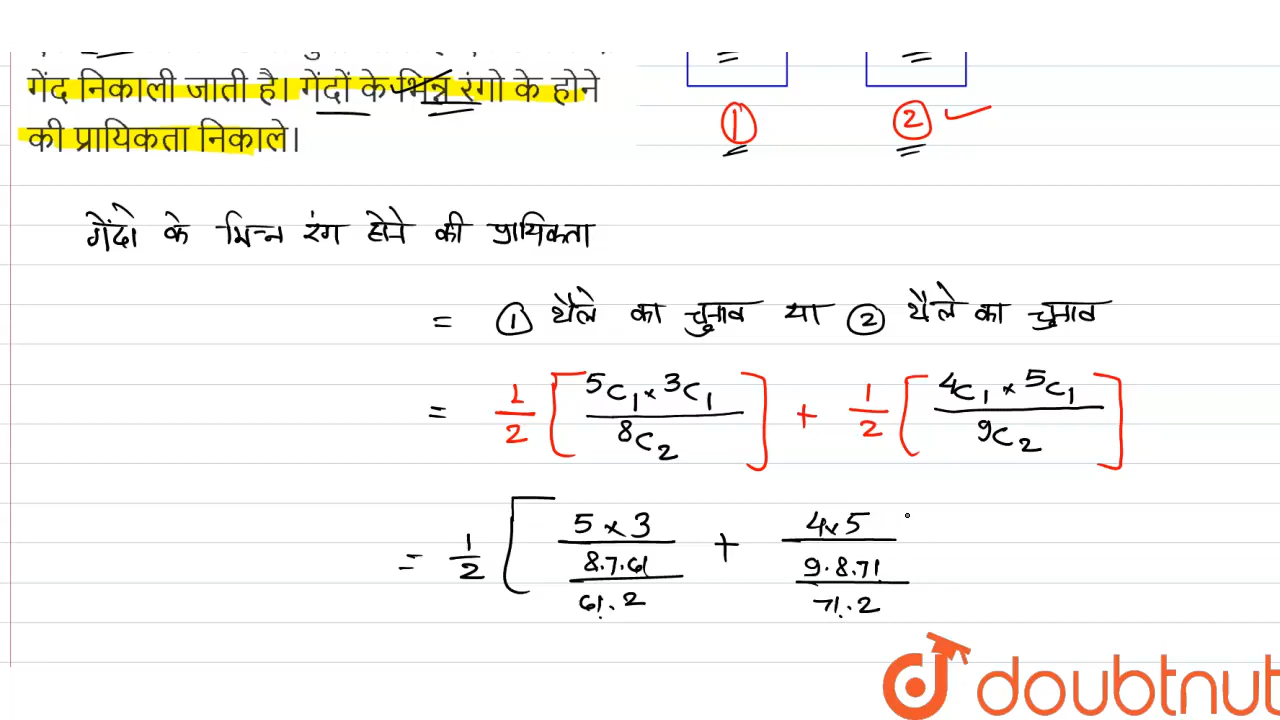 गेंद निकाली जाती है। गेंदों के भिन्न रंगो के होने
की प्रायिकता निकाले।
① ②
गेंदो के भिन्न रंग होने की प्रायिकता
= ① थैले का चुनाव या ② थैले का चुनाव
= 1/2 [ 5C1 × 3C1 / 8C2 ] + 1/2 [ 4C1 × 5C1 / 9C2 ]
= 1/2 [ 5 × 3 / (8.7.6! / 6!.2) + 4×5 / (9.8.7! / 7!.2)
doubtnut